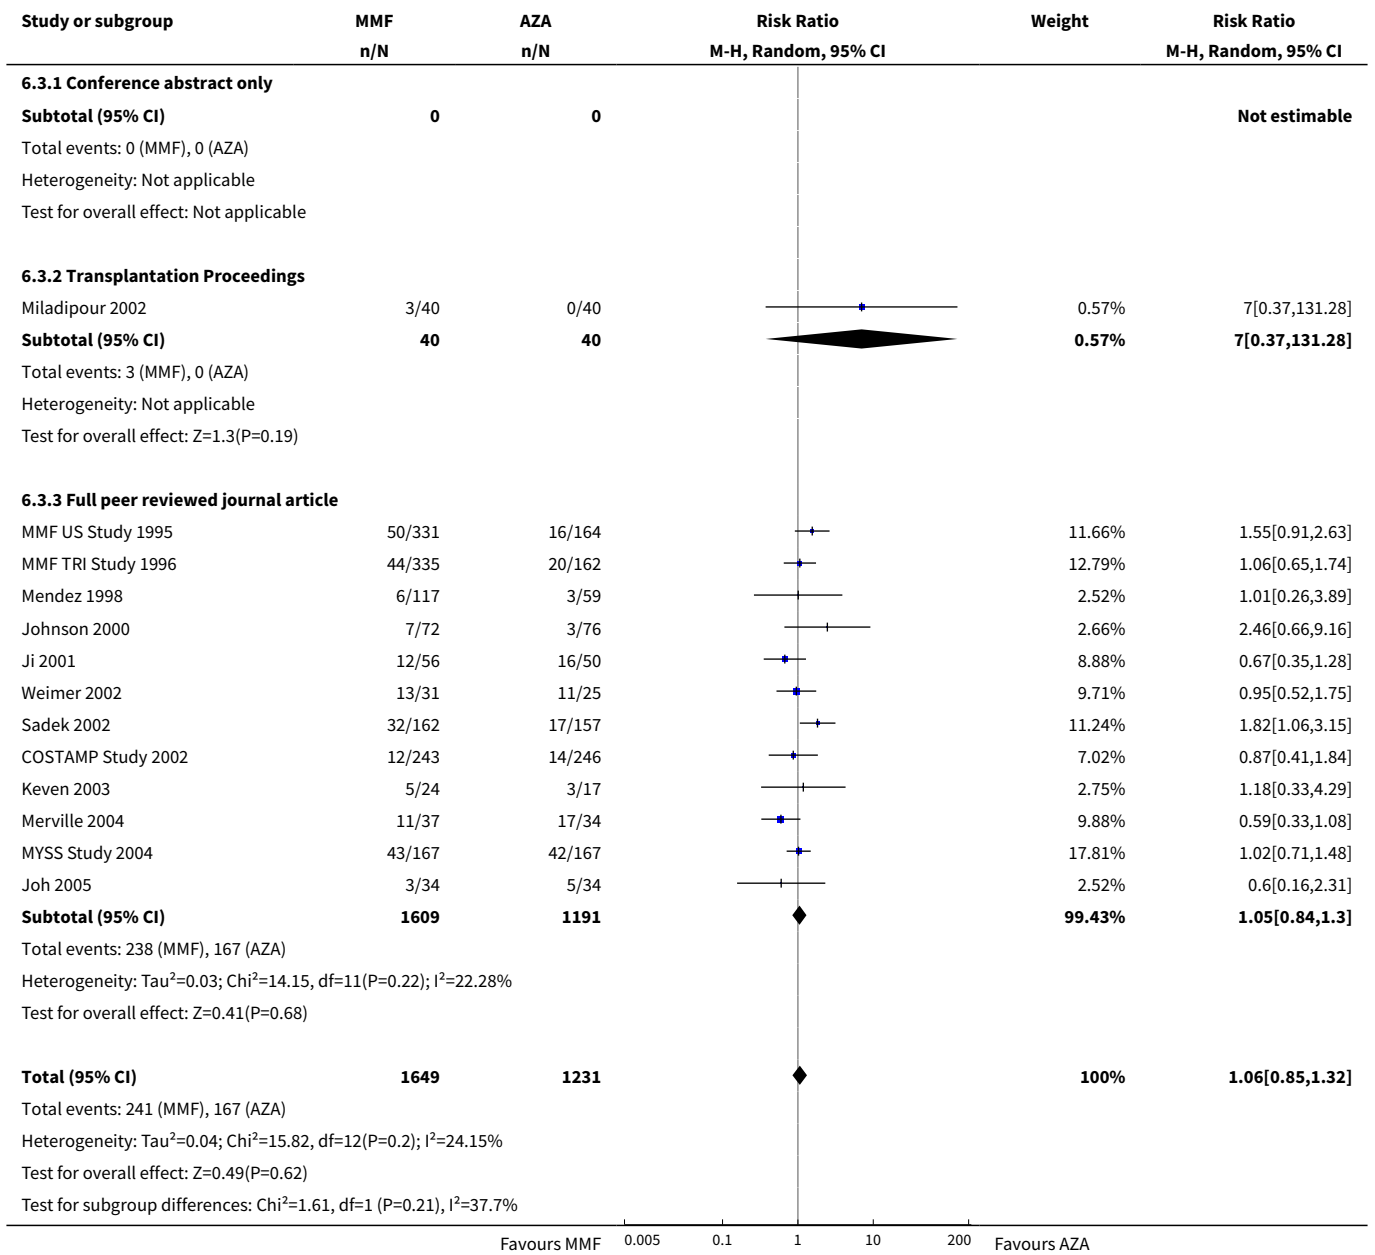 Study or subgroup MMF AZA Risk Ratio Weight Risk Ratio
n/N n/N M-H, Random, 95% CI M-H, Random, 95% CI
6.3.1 Conference abstract only
Subtotal (95% CI) 0 0 Not estimable
Total events: 0 (MMF), 0 (AZA)
Heterogeneity: Not applicable
Test for overall effect: Not applicable
6.3.2 Transplantation Proceedings
Miladipour 2002 3/40 0/40 0.57% 7[0.37,131.28]
Subtotal (95% CI) 40 40 0.57% 7[0.37,131.28]
Total events: 3 (MMF), 0 (AZA)
Heterogeneity: Not applicable
Test for overall effect: Z=1.3(P=0.19)
6.3.3 Full peer reviewed journal article
MMF US Study 1995 50/331 16/164 11.66% 1.55[0.91,2.63]
MMF TRI Study 1996 44/335 20/162 12.79% 1.06[0.65,1.74]
Mendez 1998 6/117 3/59 2.52% 1.01[0.26,3.89]
Johnson 2000 7/72 3/76 2.66% 2.46[0.66,9.16]
Ji 2001 12/56 16/50 8.88% 0.67[0.35,1.28]
Weimer 2002 13/31 11/25 9.71% 0.95[0.52,1.75]
Sadek 2002 32/162 17/157 11.24% 1.82[1.06,3.15]
COSTAMP Study 2002 12/243 14/246 7.02% 0.87[0.41,1.84]
Keven 2003 5/24 3/17 2.75% 1.18[0.33,4.29]
Merville 2004 11/37 17/34 9.88% 0.59[0.33,1.08]
MYSS Study 2004 43/167 42/167 17.81% 1.02[0.71,1.48]
Joh 2005 3/34 5/34 2.52% 0.6[0.16,2.31]
Subtotal (95% CI) 1609 1191 99.43% 1.05[0.84,1.3]
Total events: 238 (MMF), 167 (AZA)
Heterogeneity: Tau²=0.03; Chi²=14.15, df=11(P=0.22); I²=22.28%
Test for overall effect: Z=0.41(P=0.68)
Total (95% CI) 1649 1231 100% 1.06[0.85,1.32]
Total events: 241 (MMF), 167 (AZA)
Heterogeneity: Tau²=0.04; Chi²=15.82, df=12(P=0.2); I²=24.15%
Test for overall effect: Z=0.49(P=0.62)
Test for subgroup differences: Chi²=1.61, df=1 (P=0.21), I²=37.7%
Favours MMF 0.005 0.1 1 10 200 Favours AZA